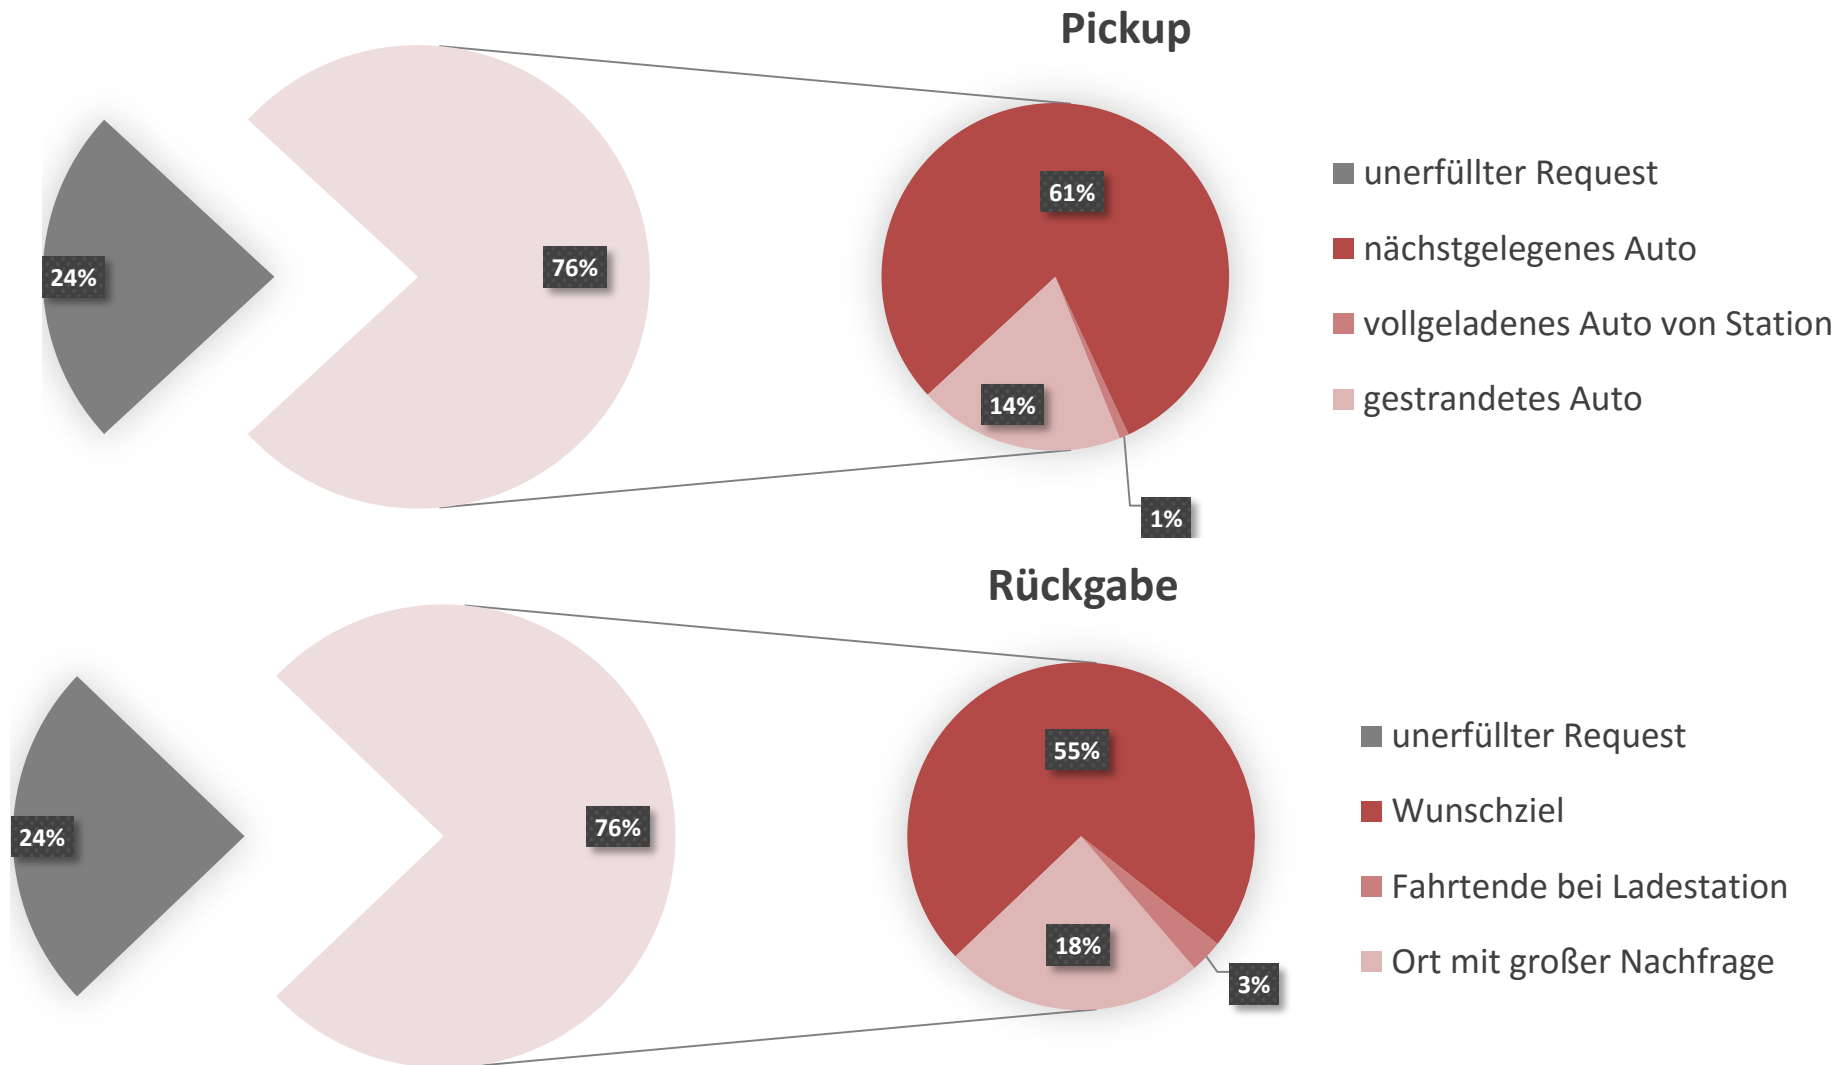 Pickup
24%
76%
61%
14%
1%
unerfüllter Request
nächstgelegenes Auto
vollgeladenes Auto von Station
gestrandetes Auto
Rückgabe
24%
76%
55%
18%
3%
unerfüllter Request
Wunschziel
Fahrtende bei Ladestation
Ort mit großer Nachfrage